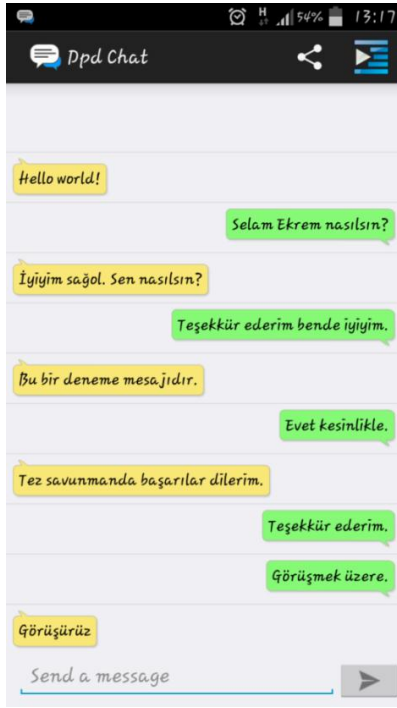 H 54% 13:17
Dpd Chat
Hello world!
Selam Ekrem nasılsın?
İyiyim sağol. Sen nasılsın?
Teşekkür ederim bende iyiyim.
Bu bir deneme mesajıdır.
Evet kesinlikle.
Tez savunmanda başarılar dilerim.
Teşekkür ederim.
Görüşmek üzere.
Görüşürüz
Send a message